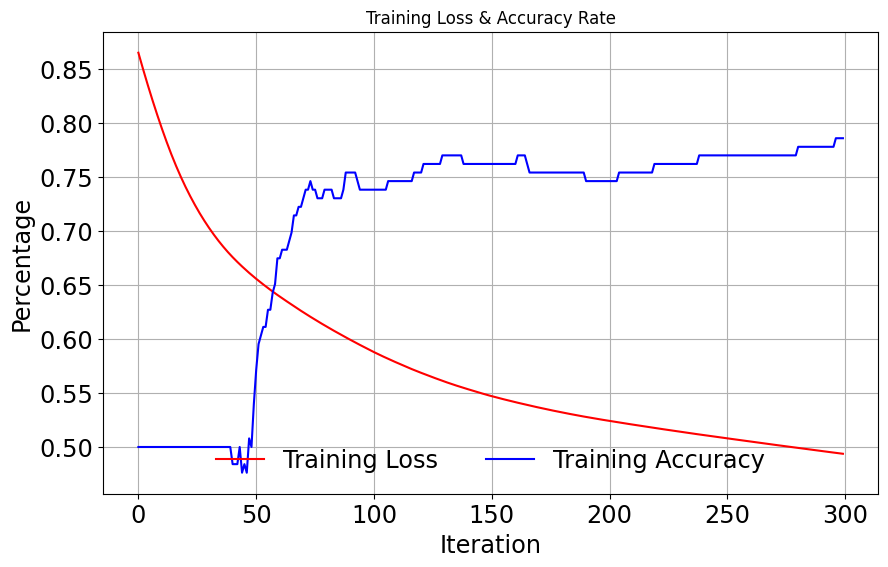 Training Loss & Accuracy Rate
Percentage
0.85
0.80
0.75
0.70
0.65
0.60
0.55
0.50
Training Loss Training Accuracy
0 50 100 150 200 250 300
Iteration